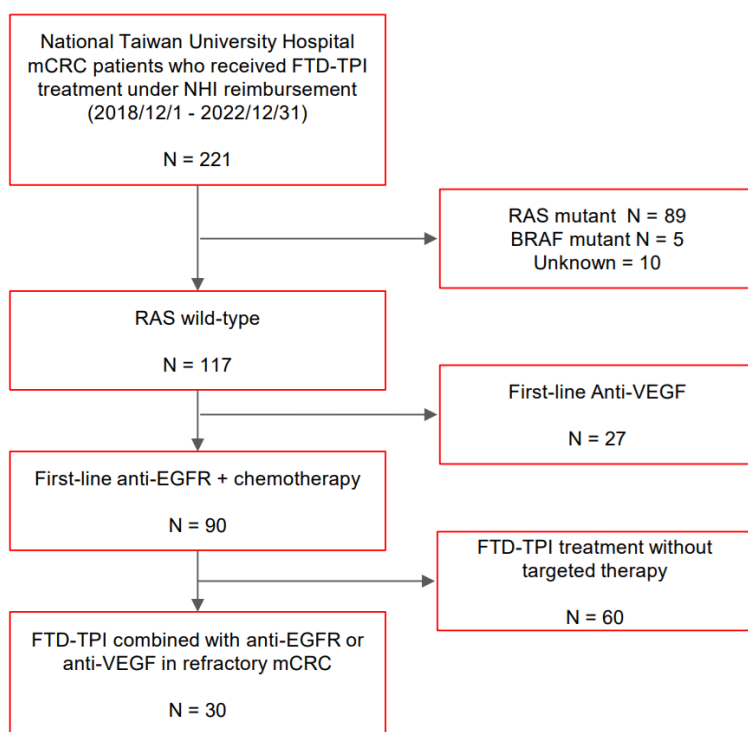 National Taiwan University Hospital
mCRC patients who received FTD-TPI
treatment under NHI reimbursement
(2018/12/1 - 2022/12/31)
N = 221
RAS mutant  N = 89
BRAF mutant N = 5
Unknown = 10
RAS wild-type
N = 117
First-line Anti-VEGF
N = 27
First-line anti-EGFR + chemotherapy
N = 90
FTD-TPI treatment without
targeted therapy
N = 60
FTD-TPI combined with anti-EGFR or
anti-VEGF in refractory mCRC
N = 30